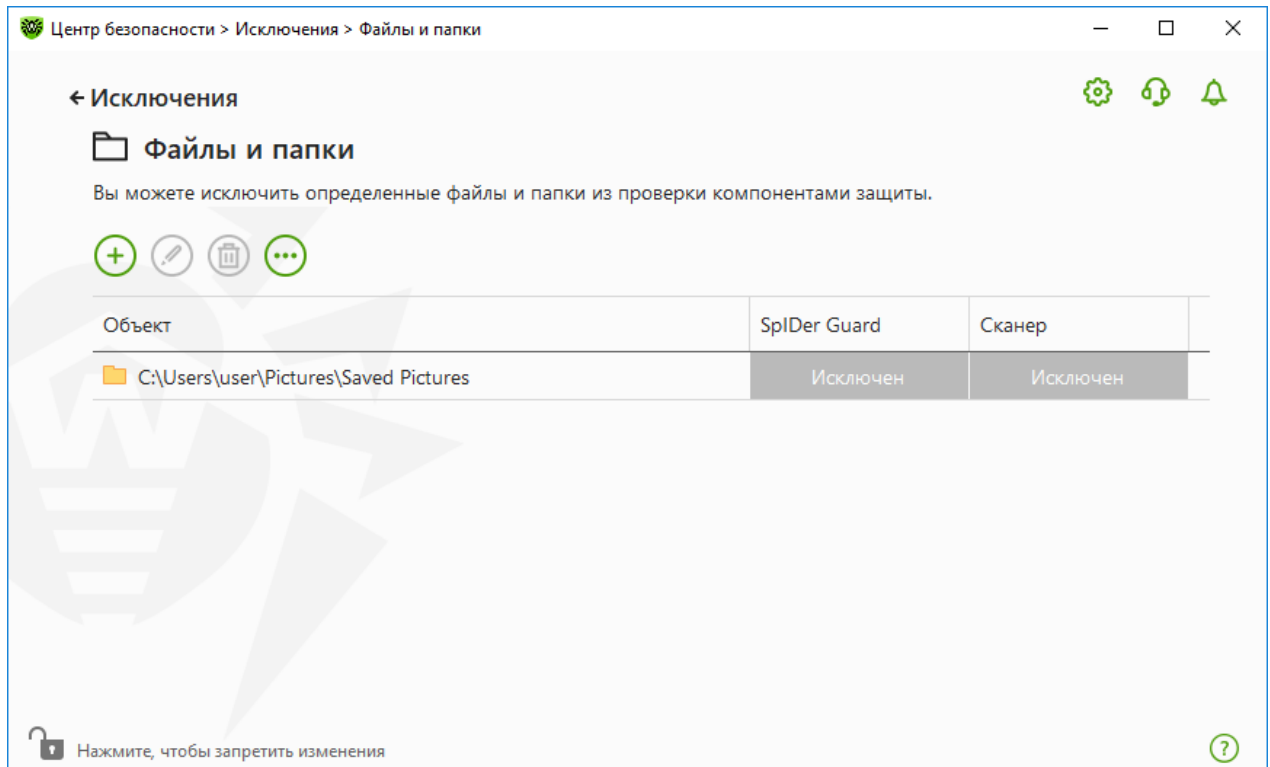 Центр безопасности > Исключения > Файлы и папки
Исключения
Файлы и папки
Вы можете исключить определенные файлы и папки из проверки компонентами защиты.
Объект SpIDer Guard Сканер
C:\Users\user\Pictures\Saved Pictures Исключен Исключен
Нажмите, чтобы запретить изменения